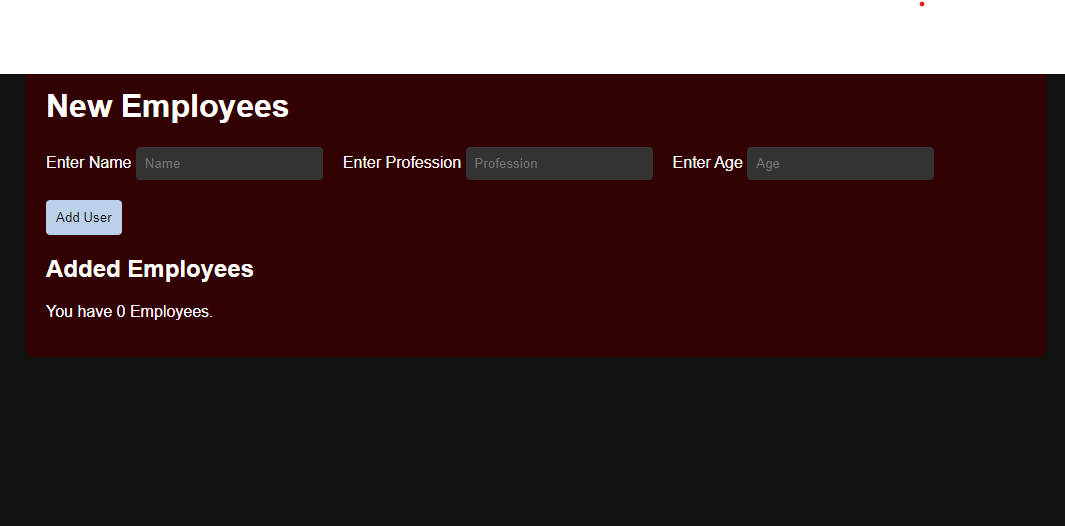 New Employees
Enter Name Name Enter Profession Profession Enter Age Age
Add User
Added Employees
You have 0 Employees.